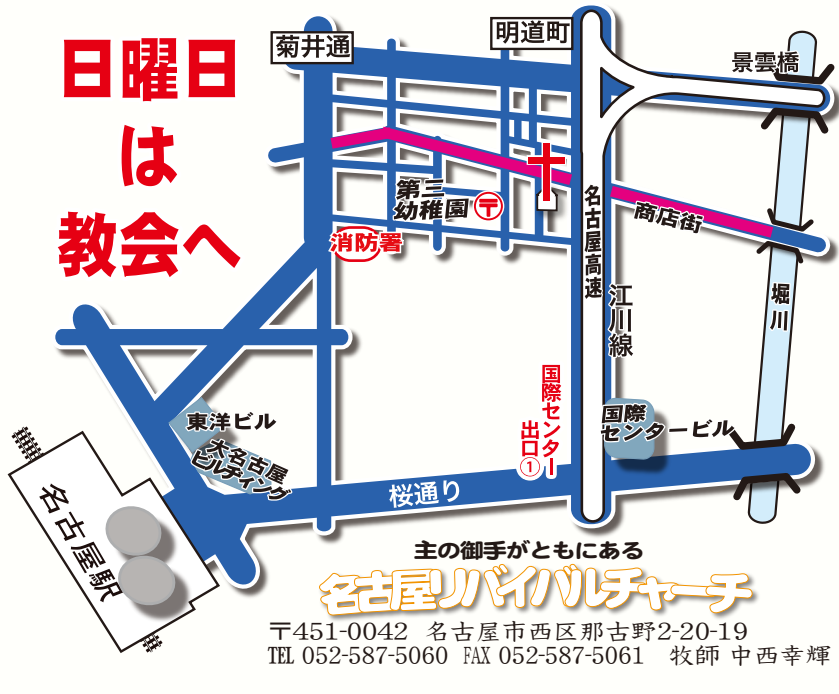 日曜日
は
教会へ
菊井通
明道町
景雲橋
第三
幼稚園
〒
消防署
商店街
名古屋高速
江川線
堀川
国際センター
出口①
国際
センタービル
東洋ビル
大名古屋
ビルディング
名古屋駅
桜通り
主の御手がともにある
名古屋リバイバルチャーチ
〒451-0042 名古屋市西区那古野2-20-19
TEL 052-587-5060 FAX 052-587-5061 牧師 中西幸輝